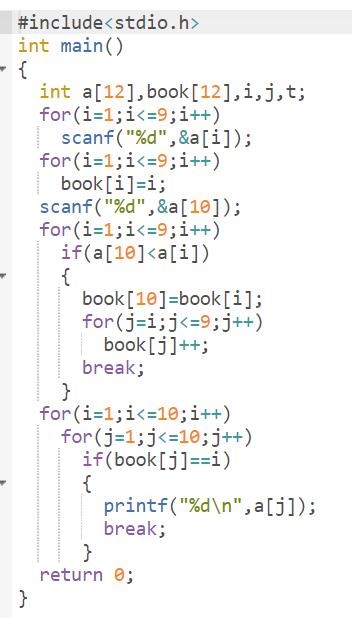 #include<stdio.h>
int main()
{
int a[12],book[12],i,j,t;
for(i=1;i<=9;i++)
scanf("%d",&a[i]);
for(i=1;i<=9;i++)
book[i]=i;
scanf("%d",&a[10]);
for(i=1;i<=9;i++)
if(a[10]<a[i])
{
book[10]=book[i];
for(j=i;j<=9;j++)
book[j]++;
break;
}
for(i=1;i<=10;i++)
for(j=1;j<=10;j++)
if(book[j]==i)
{
printf("%d\n",a[j]);
break;
}
return 0;
}